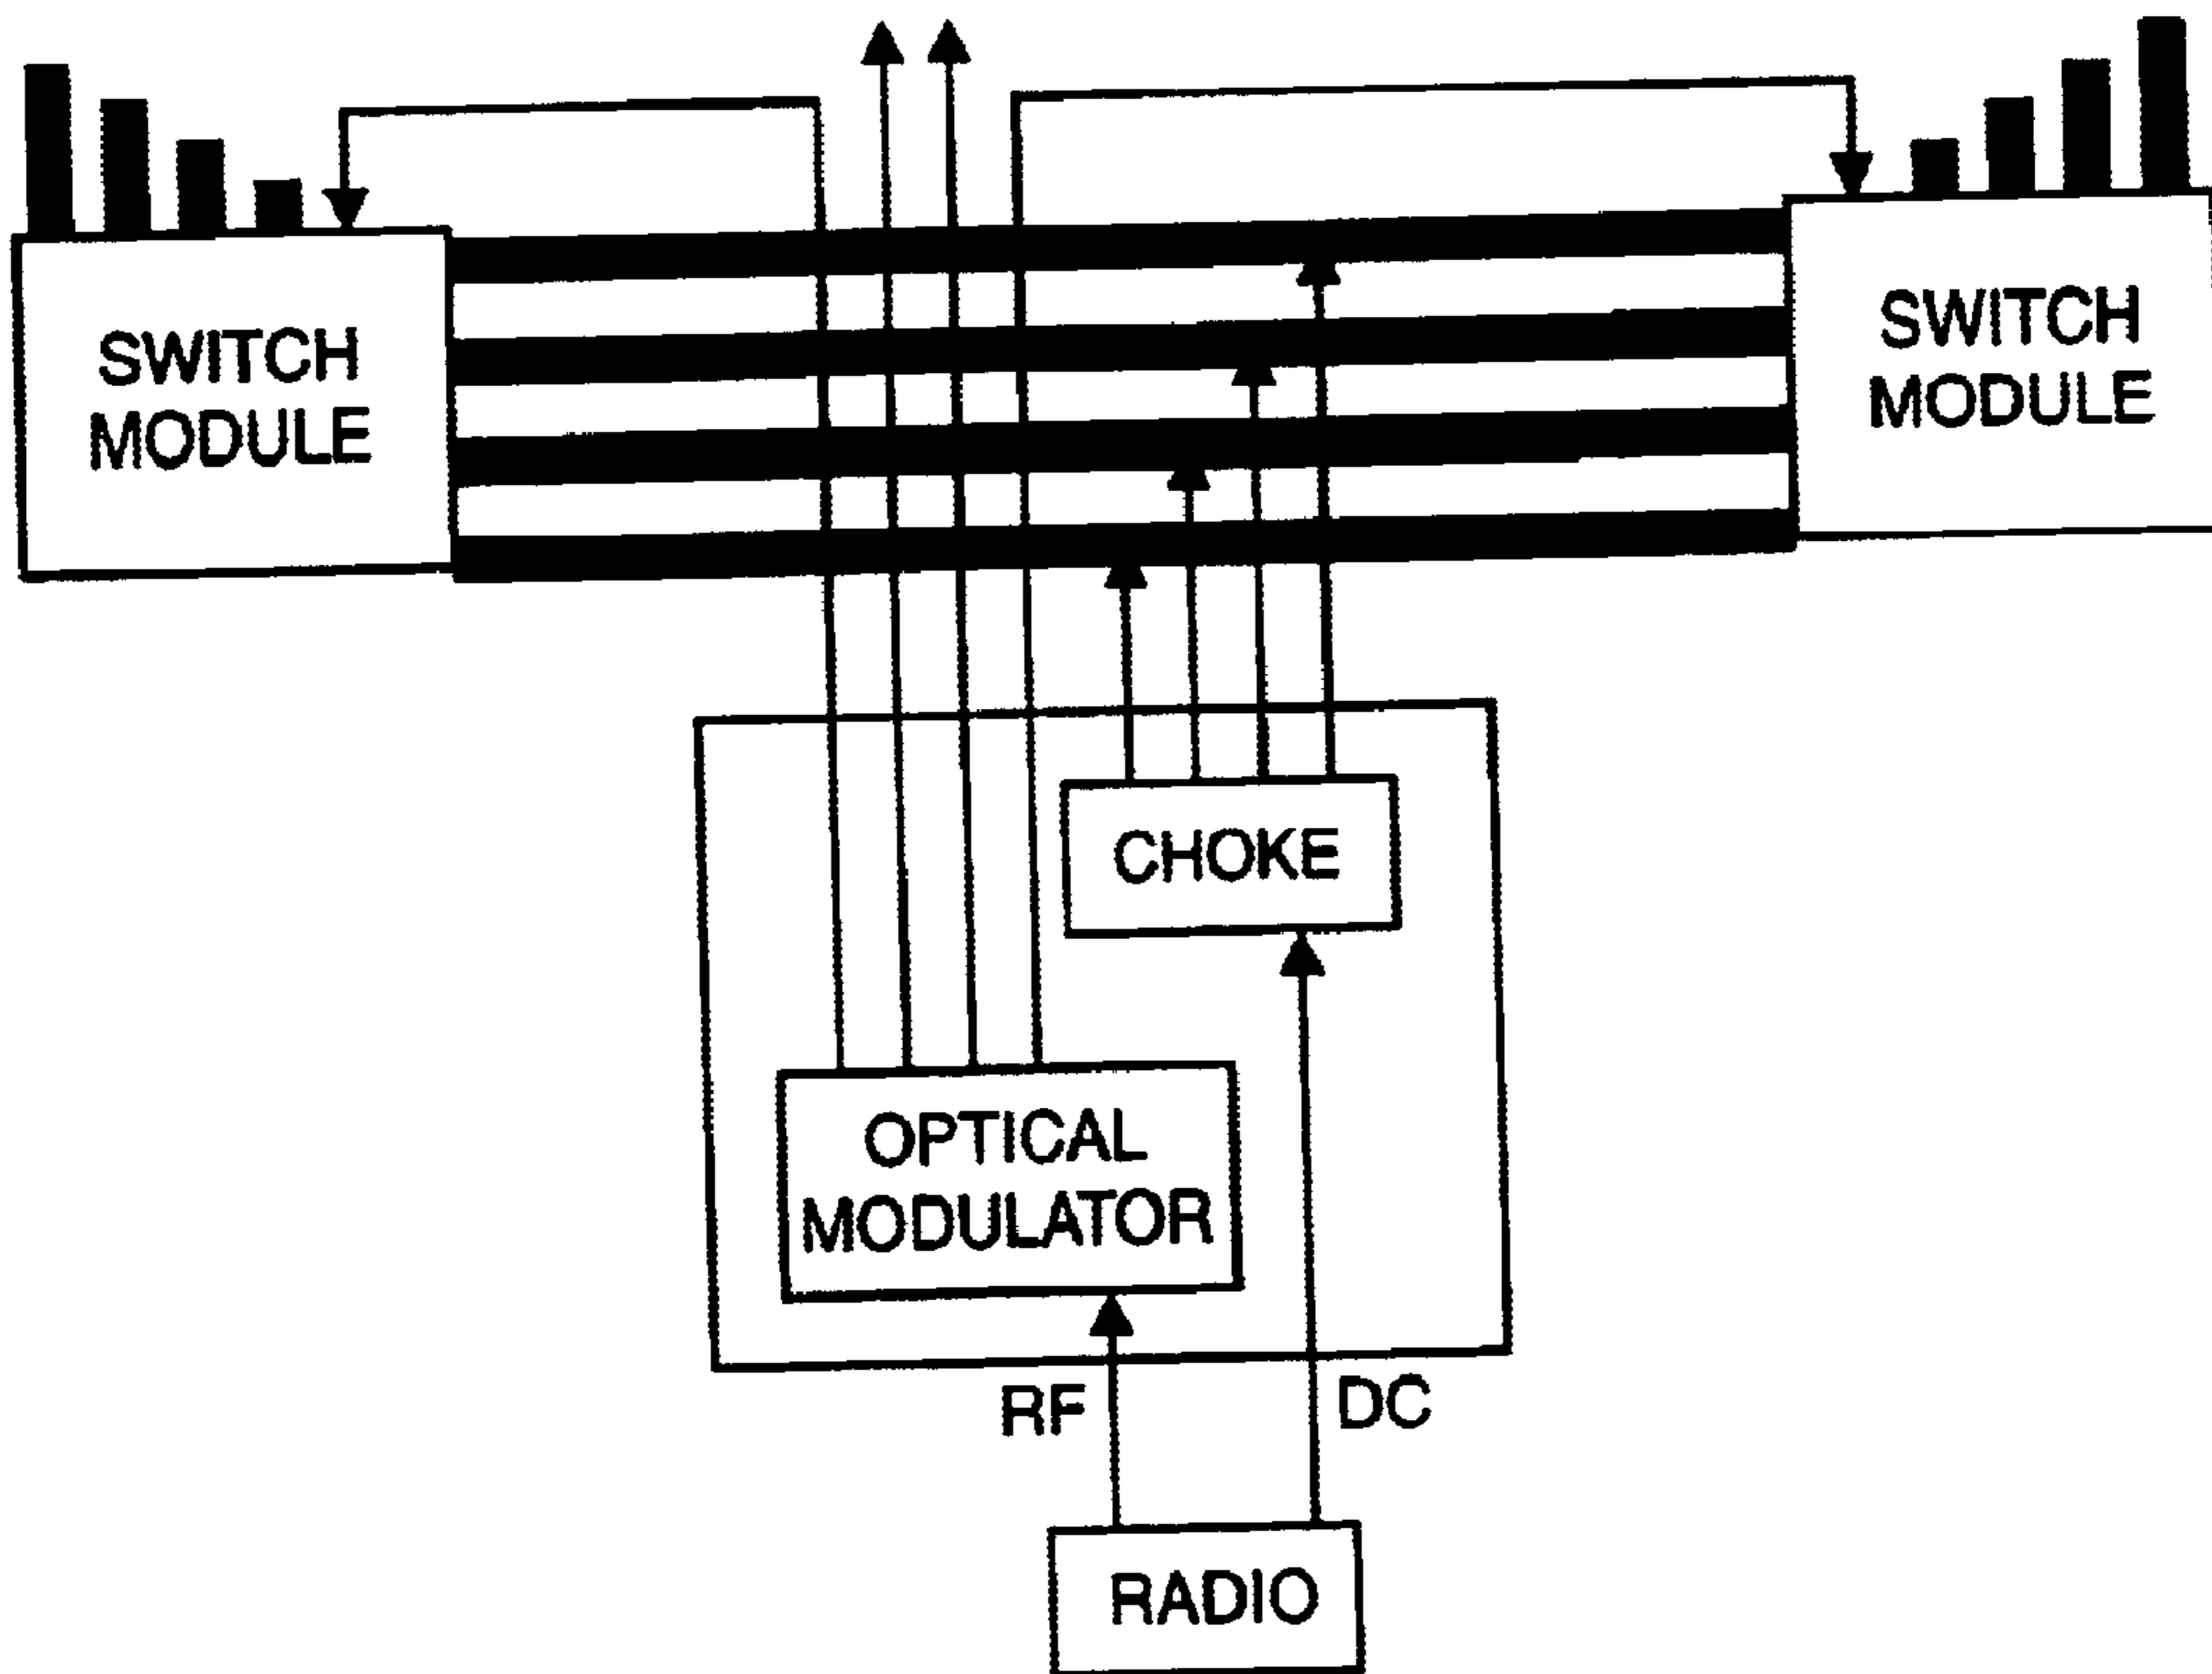 SWITCH
MODULE
SWITCH
MODULE
CHOKE
OPTICAL
MODULATOR
RF
DC
RADIO